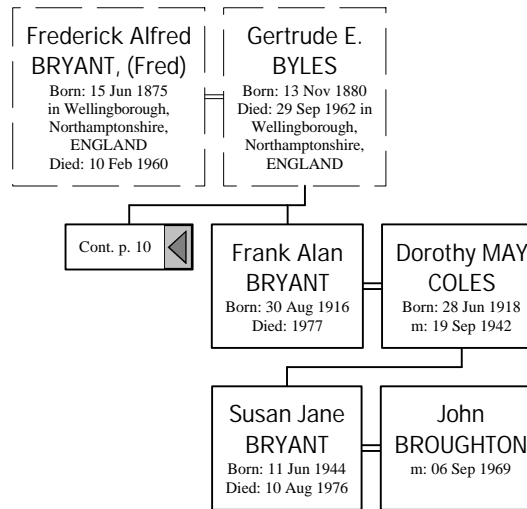 Frederick Alfred
BRYANT, (Fred)
Born: 15 Jun 1875
in Wellingborough,
Northamptonshire,
ENGLAND
Died: 10 Feb 1960
Gertrude E.
BYLES
Born: 13 Nov 1880
Died: 29 Sep 1962 in
Wellingborough,
Northamptonshire,
ENGLAND
Cont. p. 10
Frank Alan
BRYANT
Born: 30 Aug 1916
Died: 1977
Dorothy MAY
COLES
Born: 28 Jun 1918
m: 19 Sep 1942
Susan Jane
BRYANT
Born: 11 Jun 1944
Died: 10 Aug 1976
John
BROUGHTON
m: 06 Sep 1969